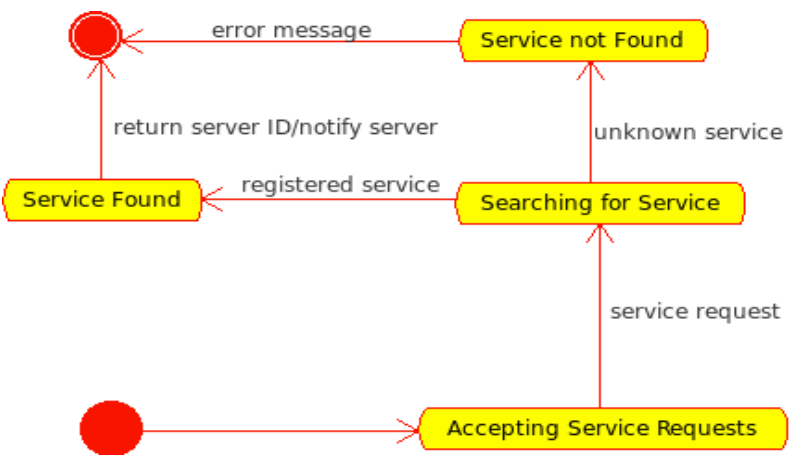 error message
Service not Found
return server ID/notify server
unknown service
Service Found
registered service
Searching for Service
service request
Accepting Service Requests